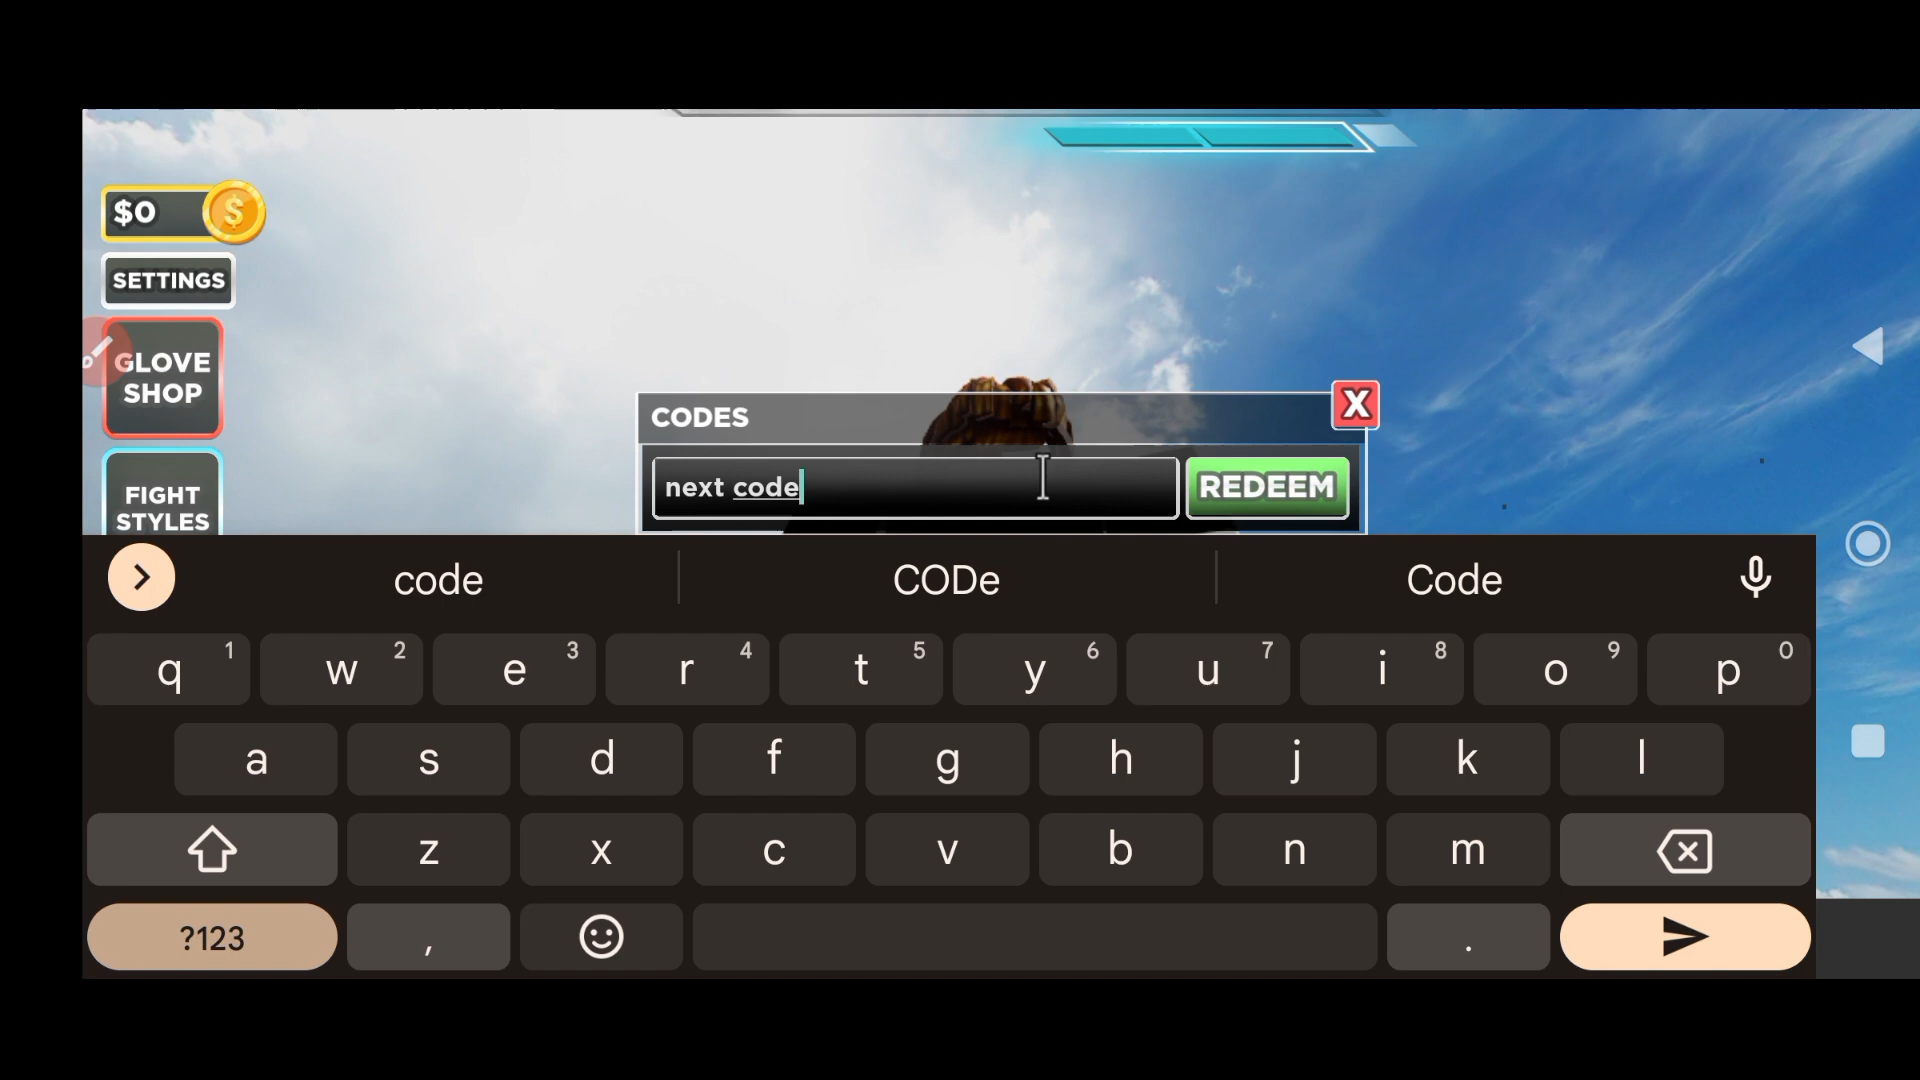 $0
$
SETTINGS
GLOVE
SHOP
FIGHT
STYLES
CODES
X
next code
REDEEM
code
CODe
Code
q 1 w 2 e 3 r 4 t 5 y 6 u 7 i 8 o 9 p 0
a s d f g h j k l
z x c v b n m
?123 , .